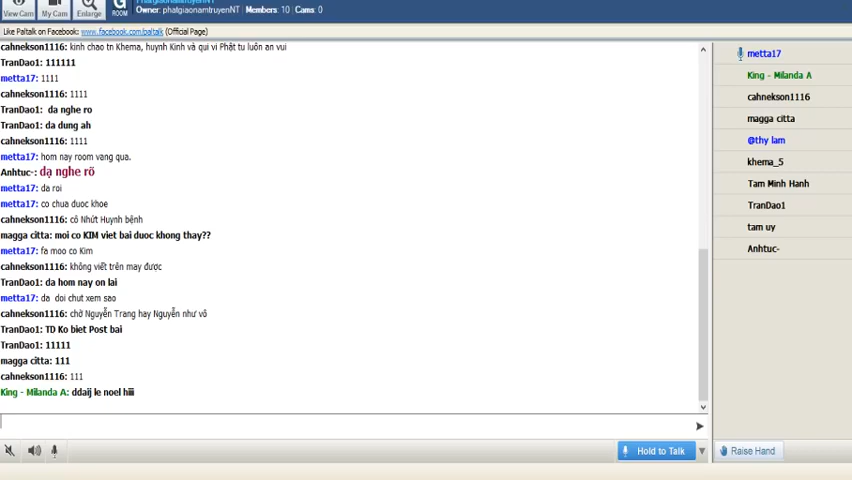 View Cam
My Cam
Enlarge
G
ROOM
PhatgiaonamtruyenNT
Owner: phatgiaonamtruyenNT | Members: 10 | Cams: 0
Like Paltalk on Facebook: www.facebook.com/paltalk (Official Page)
cahnekson1116: kinh chao tn Khema, huynh Kinh và qui vi Phật tu luôn an vui
TranDao1: 111111
metta17: 1111
cahnekson1116: 1111
TranDao1: da nghe ro
TranDao1: da dung ah
cahnekson1116: 1111
metta17: hom nay room vang qua.
Anhtuc-: dạ nghe rõ
metta17: da roi
metta17: co chua duoc khoe
cahnekson1116: cô Nhứt Huynh bệnh
magga citta: moi co KIM viet bai duoc khong thay??
metta17: fa moo co Kim
cahnekson1116: không viết trên may được
TranDao1: da hom nay on lai
metta17: da doi chut xem sao
cahnekson1116: chờ Nguyễn Trang hay Nguyễn như võ
TranDao1: TD Ko biet Post bai
TranDao1: 11111
magga citta: 111
cahnekson1116: 111
King - Milanda A: ddaij le noel hiii
Hold to Talk
Raise Hand
metta17
King - Milanda A
cahnekson1116
magga citta
@thy lam
khema_5
Tam Minh Hanh
TranDao1
tam uy
Anhtuc-